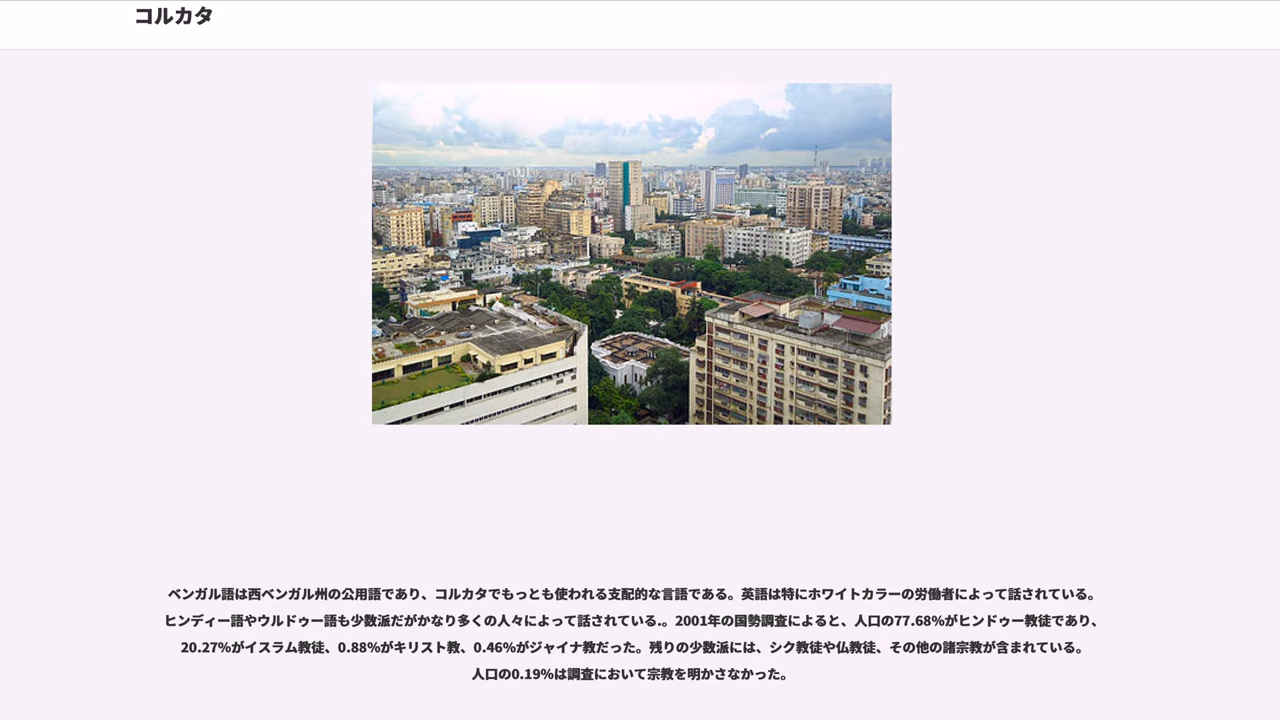 コルカタ
ベンガル語は西ベンガル州の公用語であり、コルカタでもっとも使われる支配的な言語である。英語は特にホワイトカラーの労働者によって話されている。
ヒンディー語やウルドゥー語も少数派だがかなり多くの人々によって話されている.。2001年の国勢調査によると、人口の77.68%がヒンドゥー教徒であり、
20.27%がイスラム教徒、0.88%がキリスト教、0.46%がジャイナ教だった。残りの少数派には、シク教徒や仏教徒、その他の諸宗教が含まれている。
人口の0.19%は調査において宗教を明かさなかった。